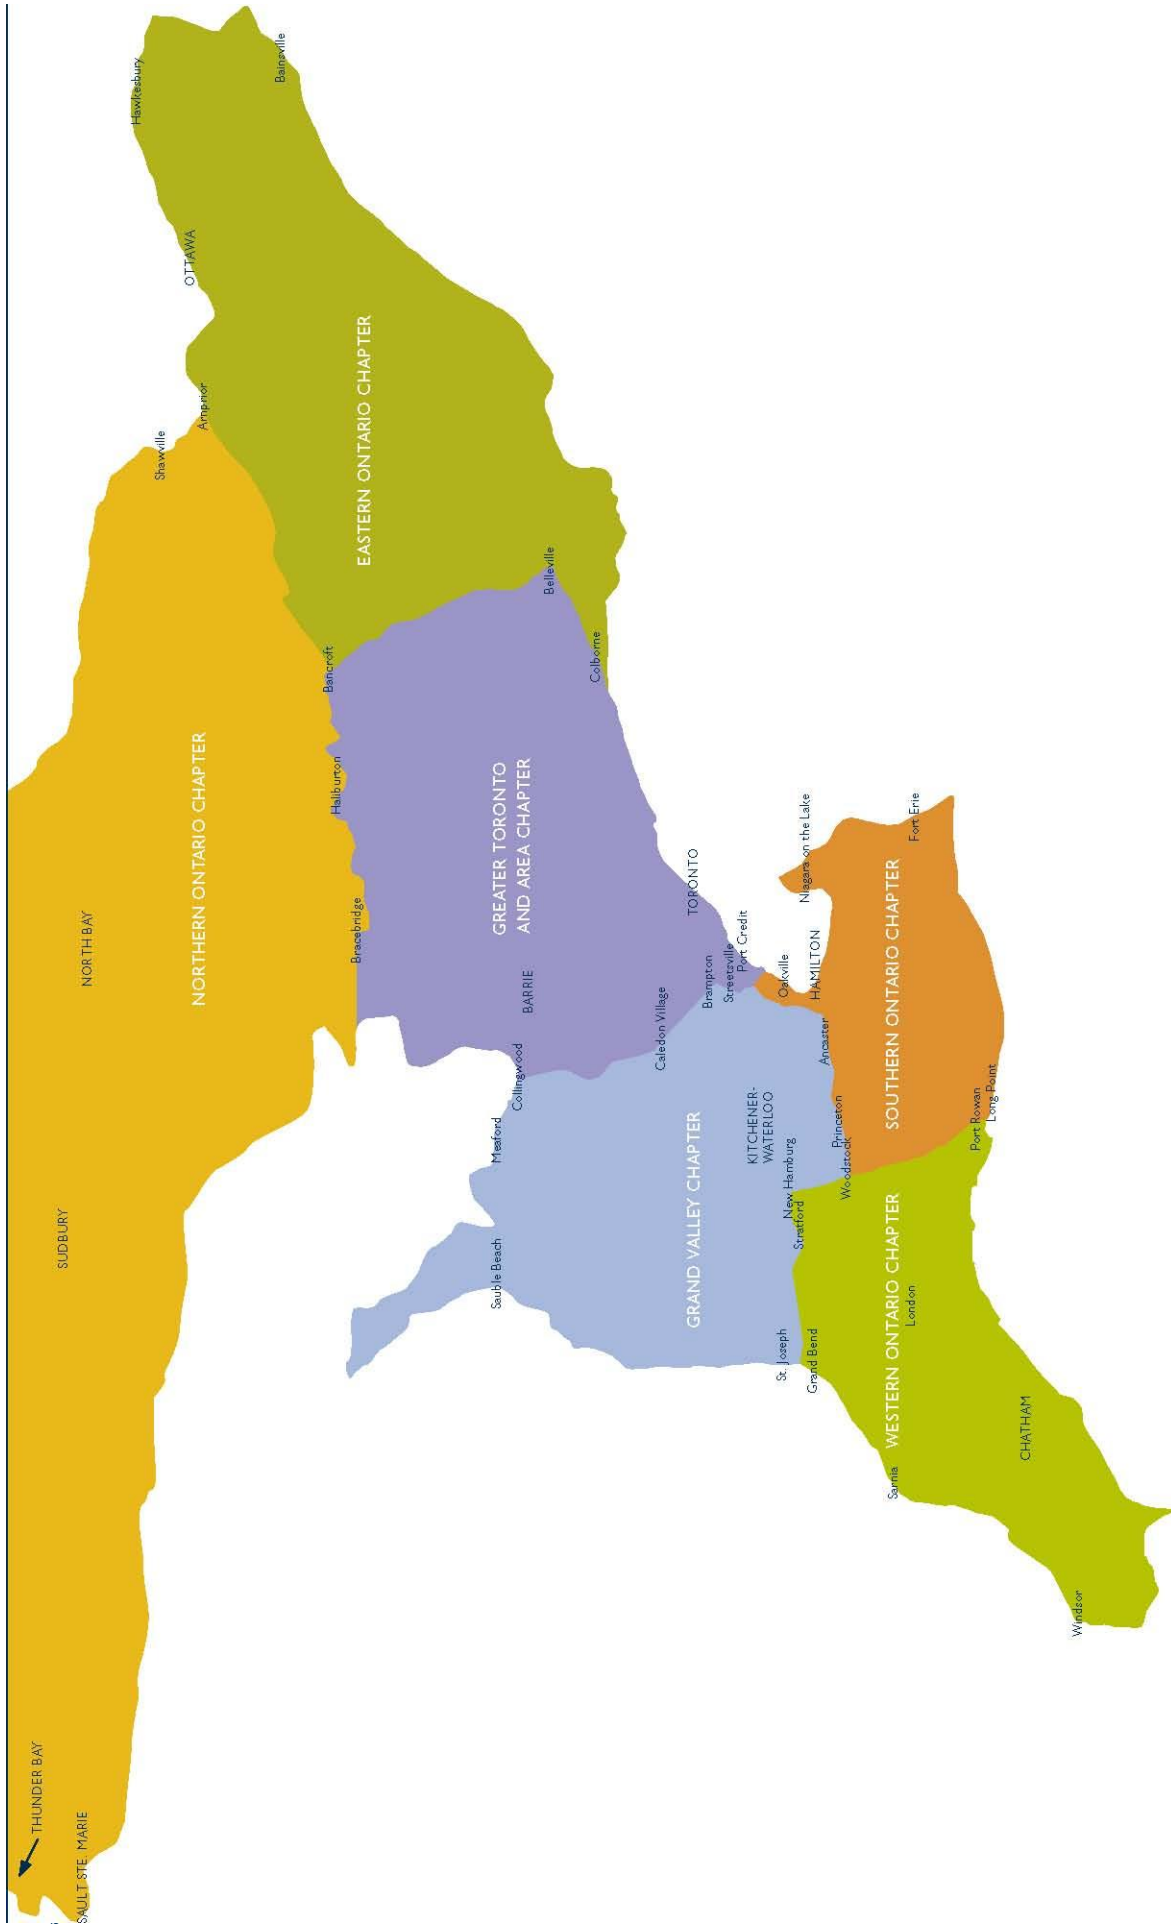 THUNDER BAY
SAULT STE. MARIE
SUDBURY
NORTH BAY
NORTHERN ONTARIO CHAPTER
Shawville
Arnprior
OTTAWA
Hawkesbury
Bainsville
EASTERN ONTARIO CHAPTER
Bracebridge
Haliburton
Bancroft
Belleville
Colborne
GREATER TORONTO
AND AREA CHAPTER
BARRIE
Collingwood
Meaford
Sauble Beach
Caledon Village
TORONTO
Brampton
Streetsville
Port Credit
GRAND VALLEY CHAPTER
KITCHENER-
WATERLOO
New Hamburg
Stratford
St. Joseph
Grand Bend
Oakville
HAMILTON
Niagara on the Lake
Ancaster
Princeton
Woodstock
SOUTHERN ONTARIO CHAPTER
Fort Erie
Port Rowan
Long Point
WESTERN ONTARIO CHAPTER
London
Sarnia
CHATHAM
Windsor